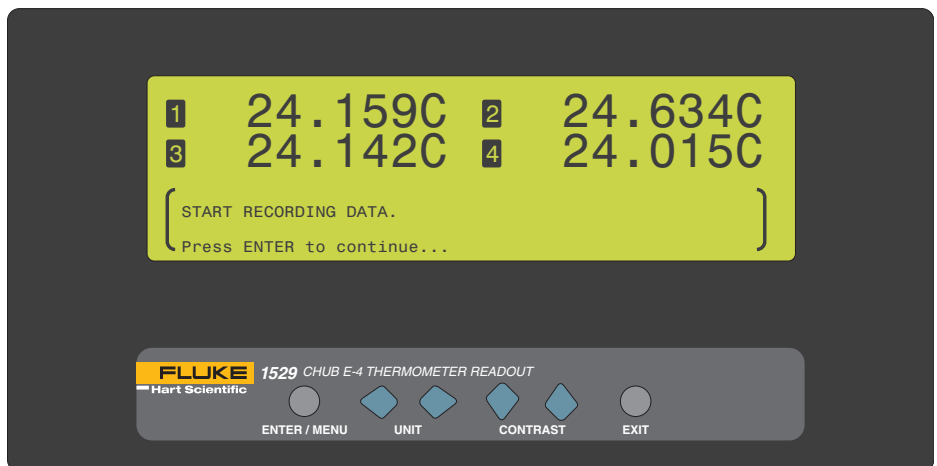 1 24.159C 2 24.634C
3 24.142C 4 24.015C
START RECORDING DATA.
Press ENTER to continue...
FLUKE 1529 CHUB E-4 THERMOMETER READOUT
Hart Scientific
ENTER / MENU UNIT CONTRAST EXIT